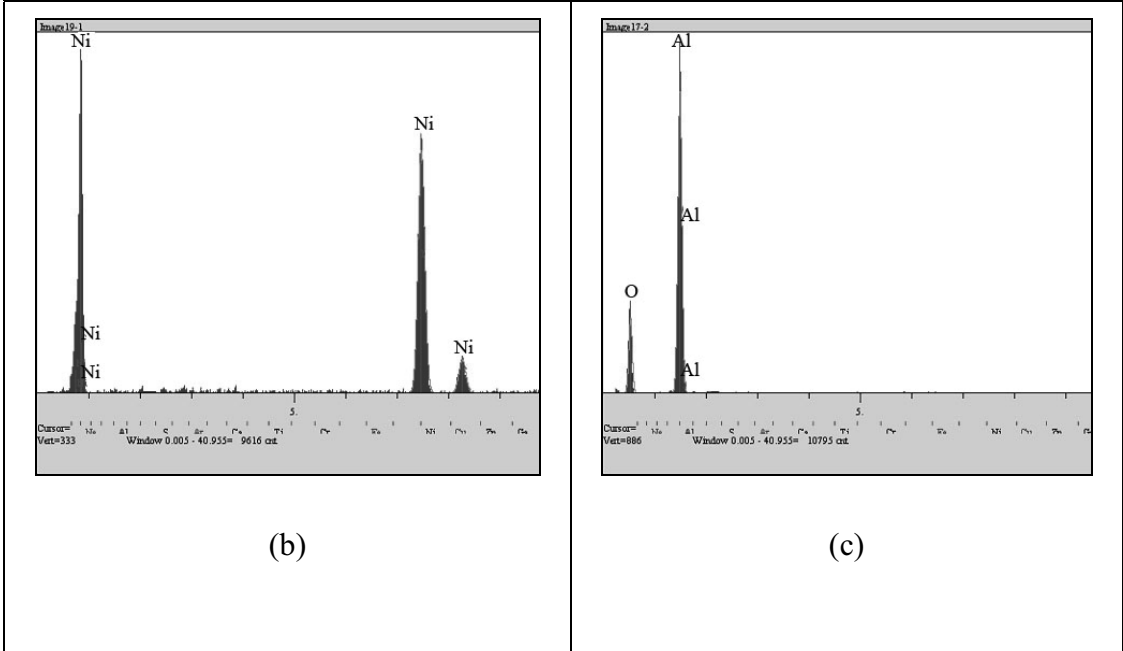 Image19-1
Ni
Ni
Ni
Ni
Ni
5.
Cursor=
Vert=333 Window 0.005 - 40.955= 9616 cnt
(b)
Image17-2
Al
Al
O
Al
5.
Cursor=
Vert=886 Window 0.005 - 40.955= 10795 cnt
(c)